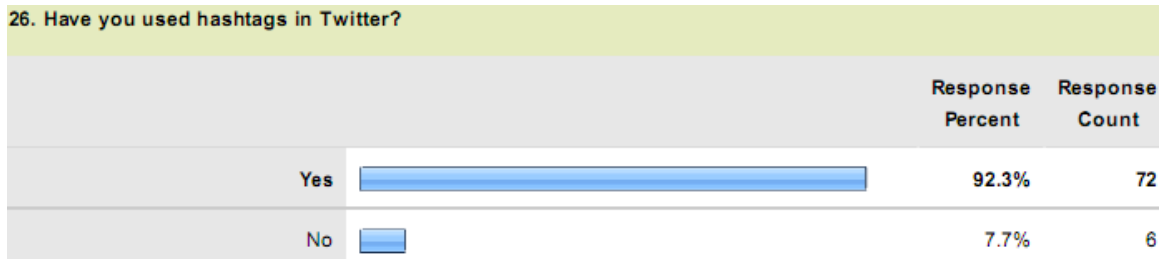 26. Have you used hashtags in Twitter?
Response Percent Response Count
Yes 92.3% 72
No 7.7% 6